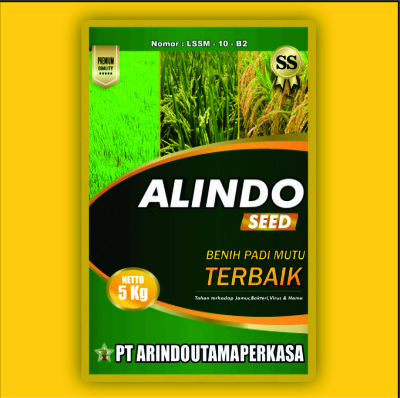 Nomor : LSSM - 10 - B2
PREMIUM
QUALITY
SS
ALINDO
SEED
BENIH PADI MUTU
TERBAIK
NETTO
5 Kg
Tahan terhadap Jamur,Bakteri,Virus & Hama
PT ARINDOUTAMAPERKASA